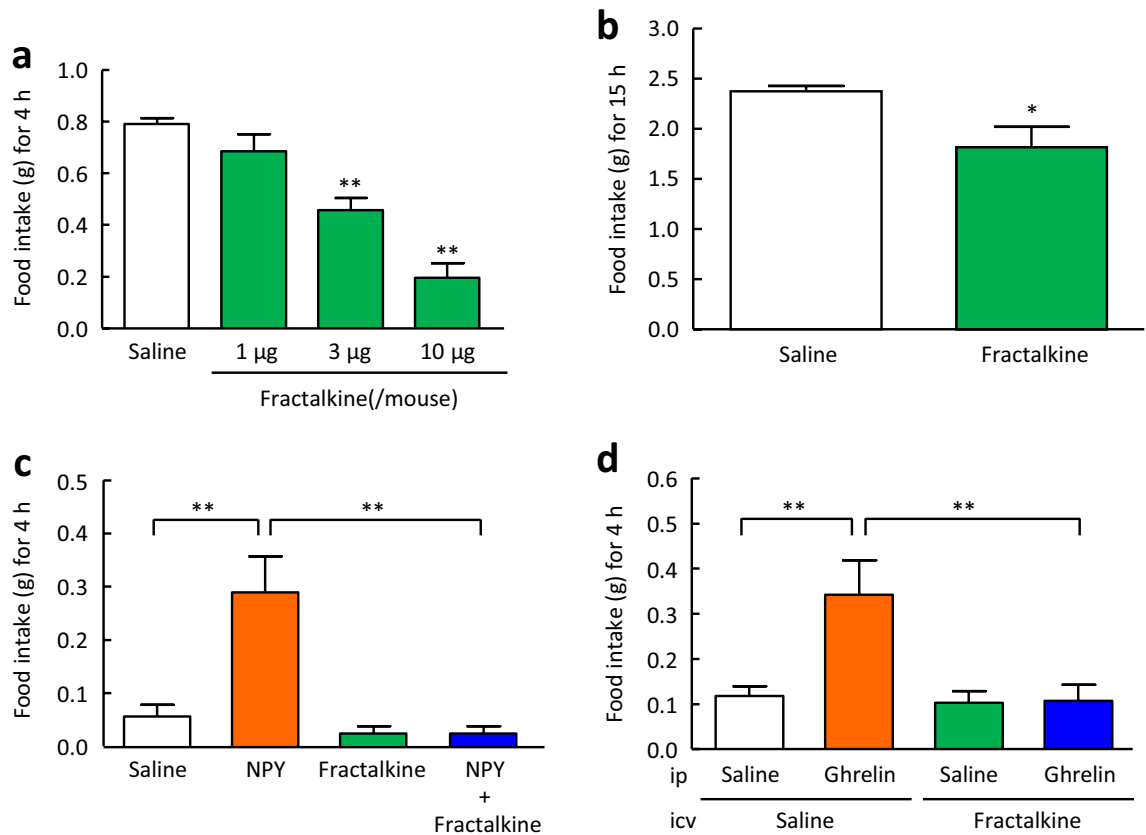 a
Food intake (g) for 4 h
1.0
0.8
0.6
0.4
0.2
0.0
**
**
Saline
1 µg
3 µg
10 µg
Fractalkine(/mouse)
b
Food intake (g) for 15 h
3.0
2.5
2.0
1.5
1.0
0.5
0.0
*
Saline
Fractalkine
c
Food intake (g) for 4 h
0.5
0.4
0.3
0.2
0.1
0.0
**
**
Saline
NPY
Fractalkine
NPY
+
Fractalkine
d
Food intake (g) for 4 h
0.6
0.5
0.4
0.3
0.2
0.1
0.0
**
**
ip
Saline
Ghrelin
Saline
Ghrelin
icv
Saline
Fractalkine